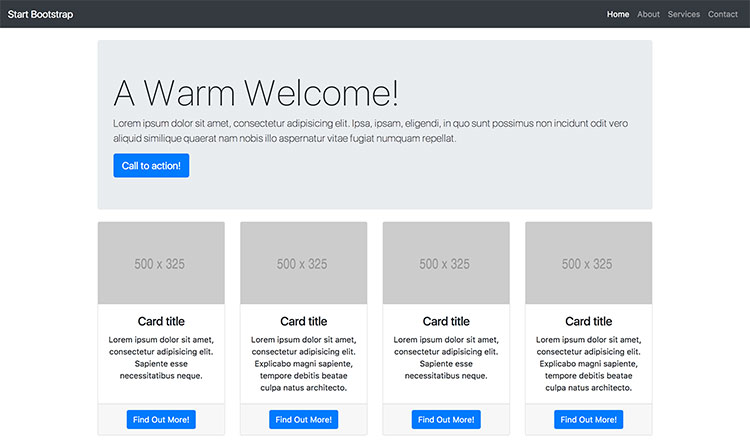 Start Bootstrap
Home About Services Contact
A Warm Welcome!
Lorem ipsum dolor sit amet, consectetur adipisicing elit. Ipsa, ipsam, eligendi, in quo sunt possimus non incidunt odit vero
aliquid similique quaerat nam nobis illo aspernatur vitae fugiat numquam repellat.
Call to action!
500 x 325
Card title
Lorem ipsum dolor sit amet,
consectetur adipisicing elit.
Sapiente esse
necessitatibus neque.
Find Out More!
500 x 325
Card title
Lorem ipsum dolor sit amet,
consectetur adipisicing elit.
Explicabo magni sapiente,
tempore debitis beatae
culpa natus architecto.
Find Out More!
500 x 325
Card title
Lorem ipsum dolor sit amet,
consectetur adipisicing elit.
Sapiente esse
necessitatibus neque.
Find Out More!
500 x 325
Card title
Lorem ipsum dolor sit amet,
consectetur adipisicing elit.
Explicabo magni sapiente,
tempore debitis beatae
culpa natus architecto.
Find Out More!